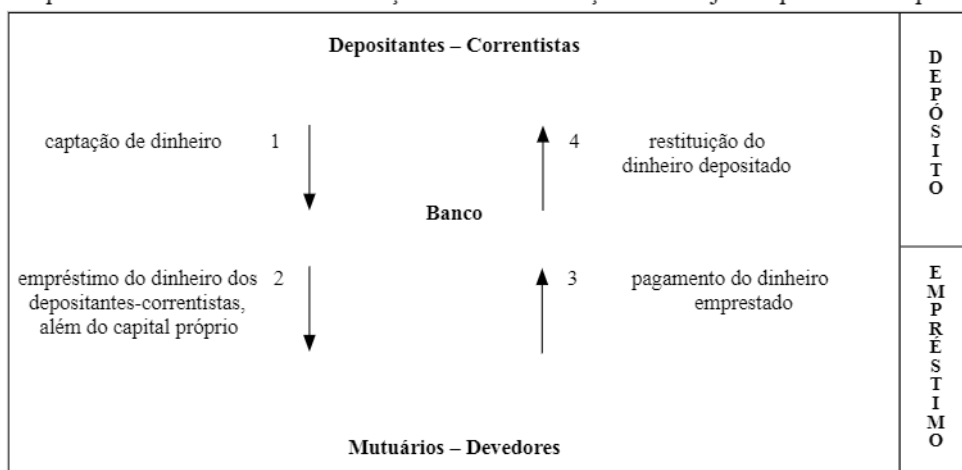 Depositantes – Correntistas
captação de dinheiro 1
4 restituição do
dinheiro depositado
Banco
empréstimo do dinheiro dos 2
depositantes-correntistas,
além do capital próprio
3 pagamento do dinheiro
emprestado
Mutuários – Devedores
DEPÓSITO
EMPRÉSTIMO